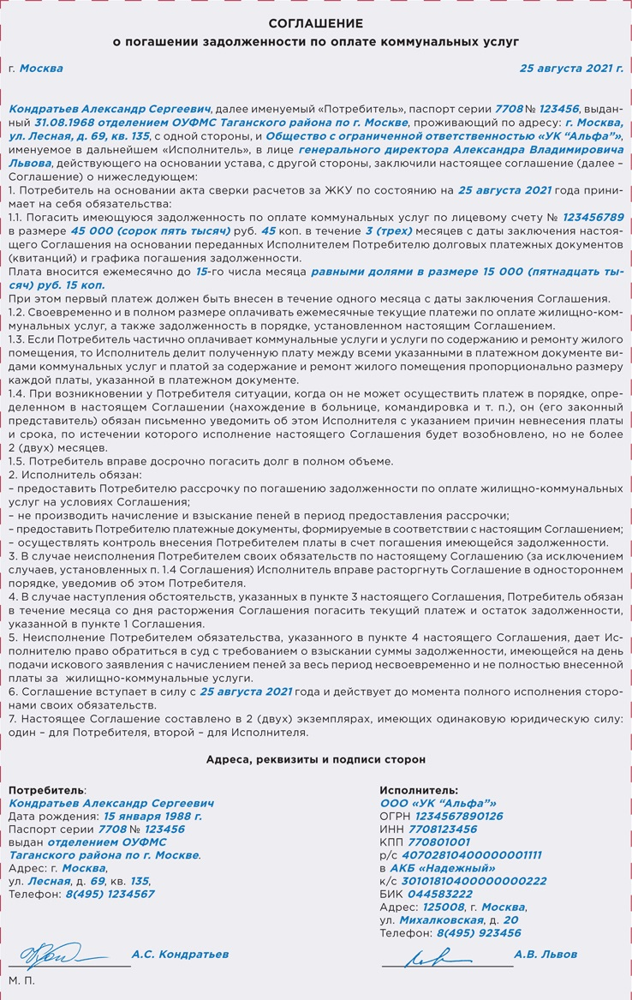 СОГЛАШЕНИЕ
о погашении задолженности по оплате коммунальных услуг
г. Москва
25 августа 2021 г.
Кондратьев Александр Сергеевич, далее именуемый «Потребитель», паспорт серии 7708 № 123456, выдан-
ный 31.08.1968 отделением ОУФМС Таганского района по г. Москве, проживающий по адресу: г. Москва,
ул. Лесная, д. 69, кв. 135, с одной стороны, и Общество с ограниченной ответственностью «УК “Альфа”»,
именуемое в дальнейшем «Исполнитель», в лице генерального директора Александра Владимировича
Львова, действующего на основании устава, с другой стороны, заключили настоящее соглашение (далее –
Соглашение) о нижеследующем:
1. Потребитель на основании акта сверки расчетов за ЖКУ по состоянию на 25 августа 2021 года прини-
мает на себя обязательства:
1.1. Погасить имеющуюся задолженность по оплате коммунальных услуг по лицевому счету № 123456789
в размере 45 000 (сорок пять тысяч) руб. 45 коп. в течение 3 (трех) месяцев с даты заключения настоя-
щего Соглашения на основании переданных Исполнителем Потребителю долговых платежных документов
(квитанций) и графика погашения задолженности.
Плата вносится ежемесячно до 15-го числа месяца равными долями в размере 15 000 (пятнадцать ты-
сяч) руб. 15 коп.
При этом первый платеж должен быть внесен в течение одного месяца с даты заключения Соглашения.
1.2. Своевременно и в полном размере оплачивать ежемесячные текущие платежи по оплате жилищно-ком-
мунальных услуг, а также задолженность в порядке, установленном настоящим Соглашением.
1.3. Если Потребитель частично оплачивает коммунальные услуги и услуги по содержанию и ремонту жилого
помещения, то Исполнитель делит полученную плату между всеми указанными в платежном документе ви-
дами коммунальных услуг и платой за содержание и ремонт жилого помещения пропорционально размеру
каждой платы, указанной в платежном документе.
1.4. При возникновении у Потребителя ситуации, когда он не может осуществить платеж в порядке, опре-
деленном в настоящем Соглашении (нахождение в больнице, командировка и т. п.), он (его законный
представитель) обязан письменно уведомить об этом Исполнителя с указанием причин невнесения платы
и срока, по истечении которого исполнение настоящего Соглашения будет возобновлено, но не более
2 (двух) месяцев.
1.5. Потребитель вправе досрочно погасить долг в полном объеме.
2. Исполнитель обязан:
– предоставить Потребителю рассрочку по погашению задолженности по оплате жилищно-коммунальных
услуг на условиях Соглашения;
– не производить начисление и взыскание пеней в период предоставления рассрочки;
– предоставить Потребителю платежные документы, формируемые в соответствии с настоящим Соглашением;
– осуществлять контроль внесения Потребителем платы в счет погашения имеющейся задолженности.
3. В случае неисполнения Потребителем своих обязательств по настоящему Соглашению (за исключением
случаев, установленных п. 1.4 Соглашения) Исполнитель вправе расторгнуть Соглашение в одностороннем
порядке, уведомив об этом Потребителя.
4. В случае наступления обстоятельств, указанных в пункте 3 настоящего Соглашения, Потребитель обязан
в течение месяца со дня расторжения Соглашения погасить текущий платеж и остаток задолженности,
указанной в пункте 1 Соглашения.
5. Неисполнение Потребителем обязательства, указанного в пункте 4 настоящего Соглашения, дает Ис-
полнителю право обратиться в суд с требованием о взыскании суммы задолженности, имеющейся на день
подачи искового заявления с начислением пеней за весь период несвоевременно и не полностью внесенной
платы за жилищно-коммунальные услуги.
6. Соглашение вступает в силу с 25 августа 2021 года и действует до момента полного исполнения сторо-
нами своих обязательств.
7. Настоящее Соглашение составлено в 2 (двух) экземплярах, имеющих одинаковую юридическую силу:
один – для Потребителя, второй – для Исполнителя.
Адреса, реквизиты и подписи сторон
Потребитель:
Кондратьев Александр Сергеевич
Дата рождения: 15 января 1988 г.
Паспорт серии 7708 № 123456
выдан отделением ОУФМС
Таганского района по г. Москве.
Адрес: г. Москва,
ул. Лесная, д. 69, кв. 135,
Телефон: 8(495) 1234567
А.С. Кондратьев
М. П.
Исполнитель:
ООО «УК “Альфа”»
ОГРН 1234567890126
ИНН 7708123456
КПП 770801001
р/с 40702810400000001111
в АКБ «Надежный»
к/с 30101810400000000222
БИК 044583222
Адрес: 125008, г. Москва,
ул. Михалковская, д. 20
Телефон: 8(495) 923456
А.В. Львов